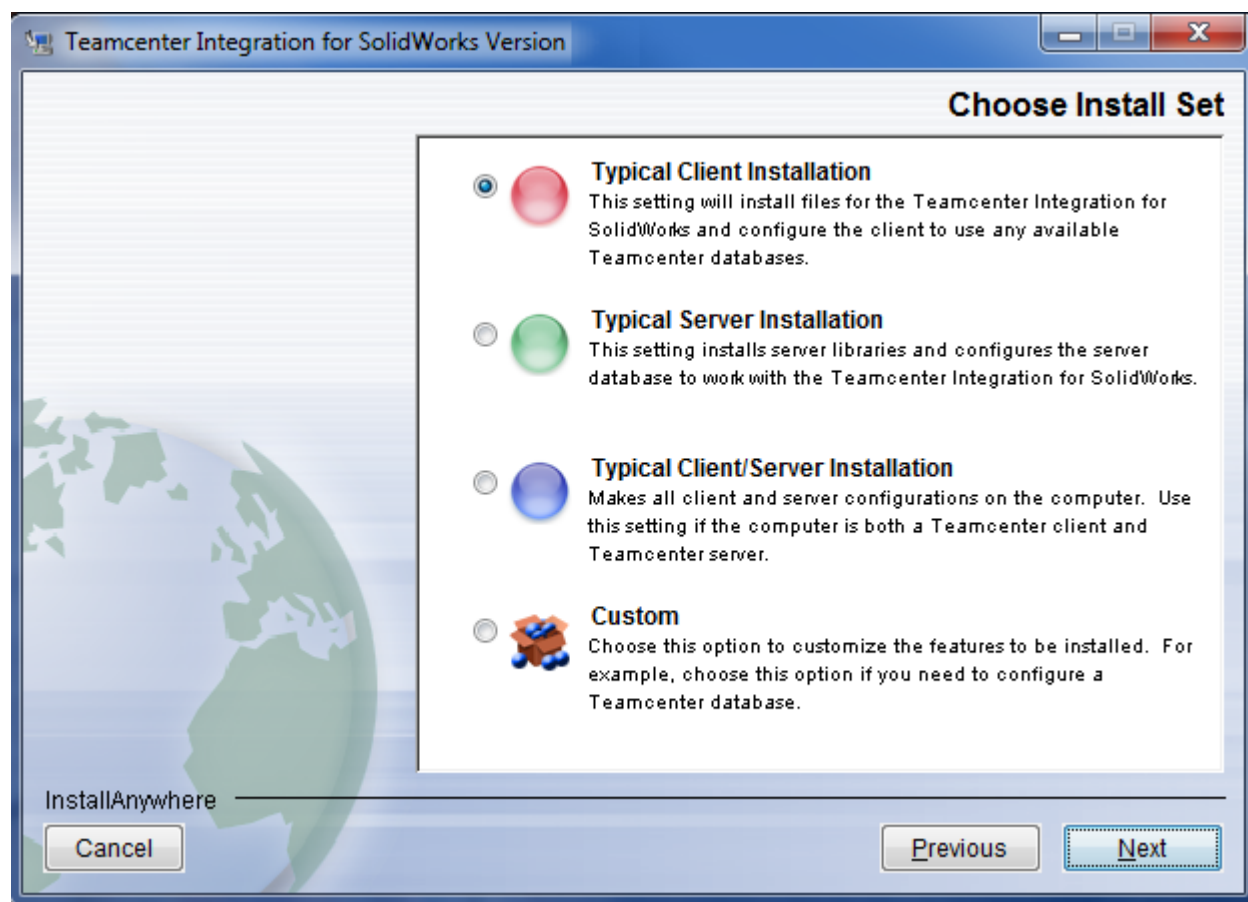 Teamcenter Integration for SolidWorks Version
Choose Install Set
Typical Client Installation
This setting will install files for the Teamcenter Integration for
SolidWorks and configure the client to use any available
Teamcenter databases.
Typical Server Installation
This setting installs server libraries and configures the server
database to work with the Teamcenter Integration for SolidWorks.
Typical Client/Server Installation
Makes all client and server configurations on the computer.  Use
this setting if the computer is both a Teamcenter client and
Teamcenter server.
Custom
Choose this option to customize the features to be installed.  For
example, choose this option if you need to configure a
Teamcenter database.
InstallAnywhere
Cancel
Previous
Next